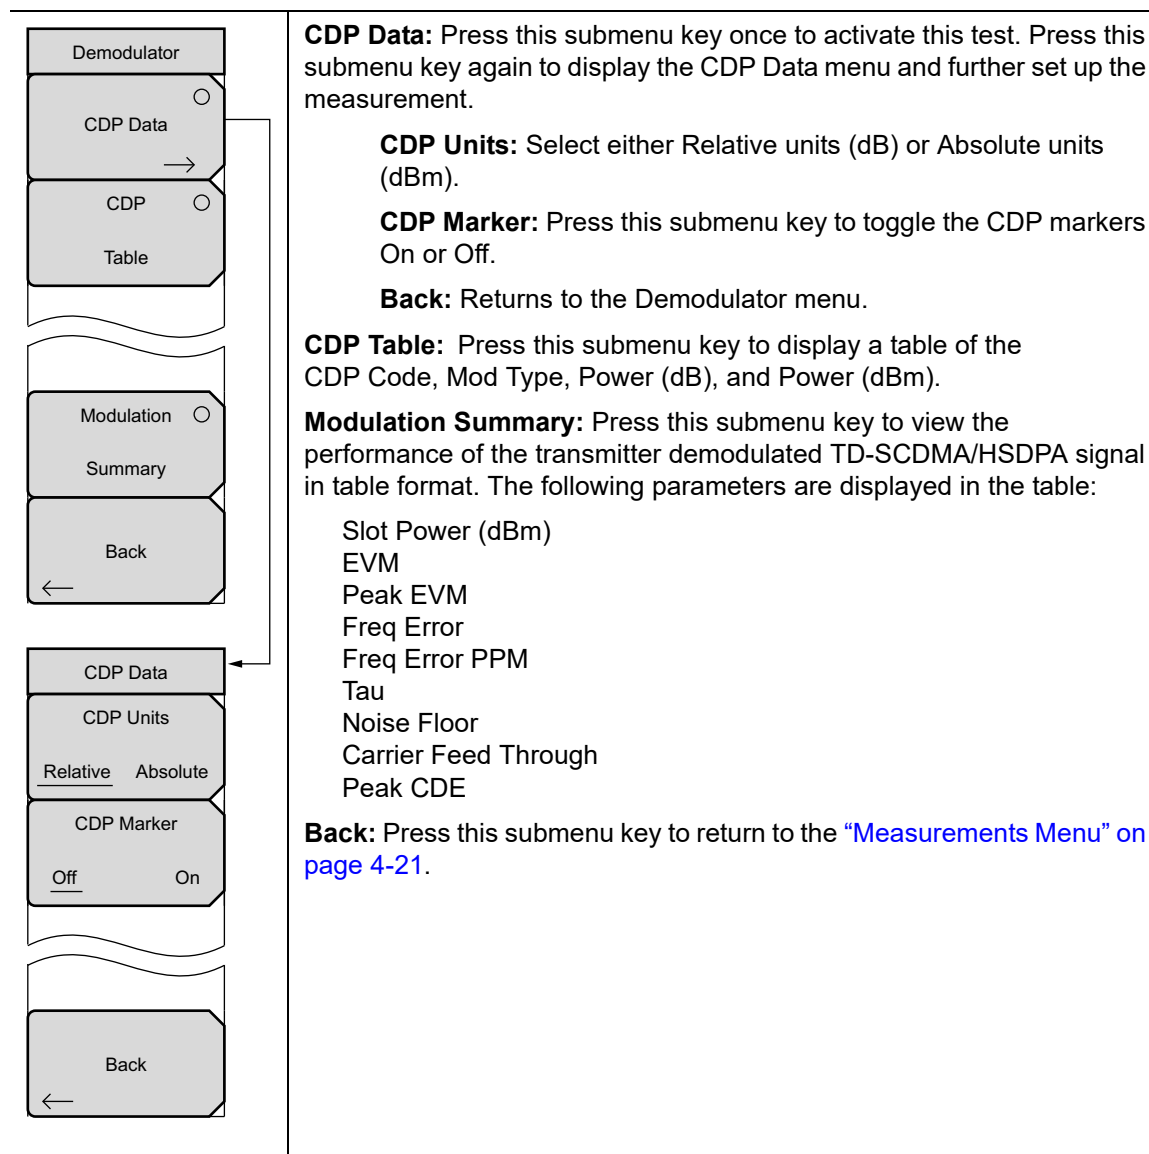 Demodulator
CDP Data
CDP
Table
Modulation
Summary
Back
CDP Data
CDP Units
Relative Absolute
CDP Marker
Off On
Back
CDP Data: Press this submenu key once to activate this test. Press this
submenu key again to display the CDP Data menu and further set up the
measurement.
CDP Units: Select either Relative units (dB) or Absolute units
(dBm).
CDP Marker: Press this submenu key to toggle the CDP markers
On or Off.
Back: Returns to the Demodulator menu.
CDP Table: Press this submenu key to display a table of the
CDP Code, Mod Type, Power (dB), and Power (dBm).
Modulation Summary: Press this submenu key to view the
performance of the transmitter demodulated TD-SCDMA/HSDPA signal
in table format. The following parameters are displayed in the table:
Slot Power (dBm)
EVM
Peak EVM
Freq Error
Freq Error PPM
Tau
Noise Floor
Carrier Feed Through
Peak CDE
Back: Press this submenu key to return to the “Measurements Menu” on
page 4-21.